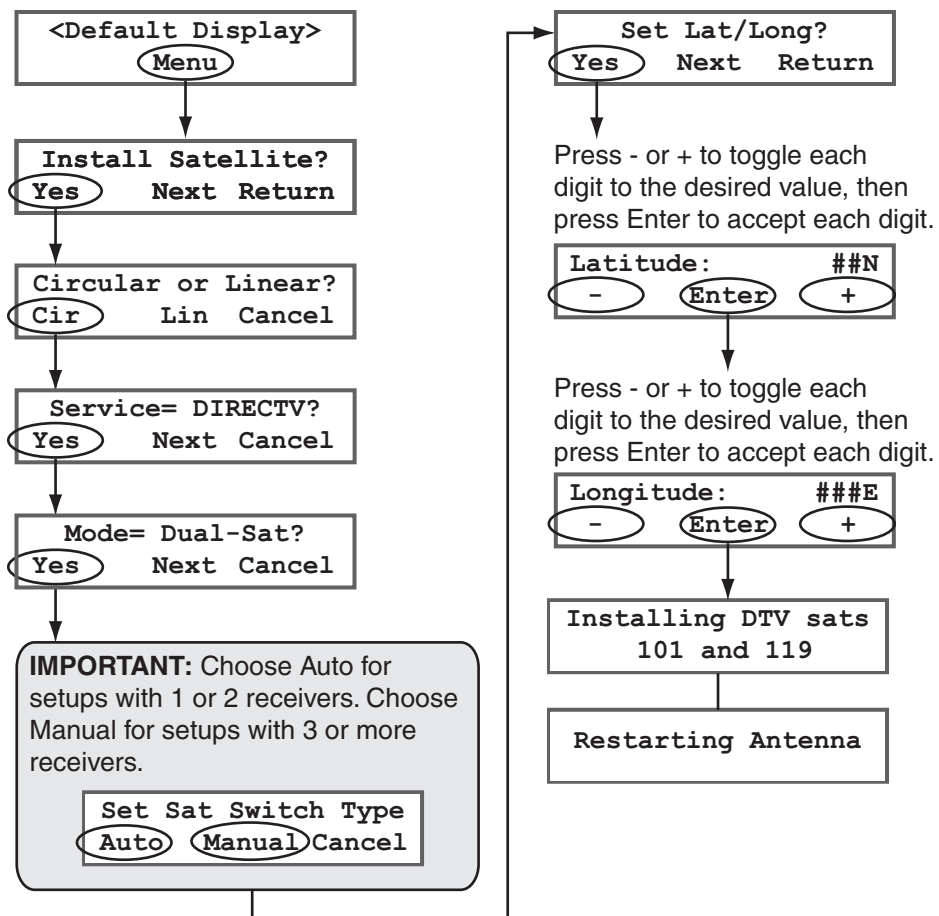 <Default Display>
Menu
Install Satellite?
Yes Next Return
Circular or Linear?
Cir Lin Cancel
Service= DIRECTV?
Yes Next Cancel
Mode= Dual-Sat?
Yes Next Cancel
IMPORTANT: Choose Auto for
setups with 1 or 2 receivers. Choose
Manual for setups with 3 or more
receivers.
Set Sat Switch Type
Auto Manual Cancel
Set Lat/Long?
Yes Next Return
Press - or + to toggle each
digit to the desired value, then
press Enter to accept each digit.
Latitude: ##N
- Enter +
Press - or + to toggle each
digit to the desired value, then
press Enter to accept each digit.
Longitude: ###E
- Enter +
Installing DTV sats
101 and 119
Restarting Antenna